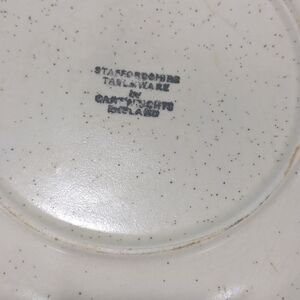 STAFFORDSHIRE
TABLEWARE
BY
CARTWRIGHTS
ENGLAND